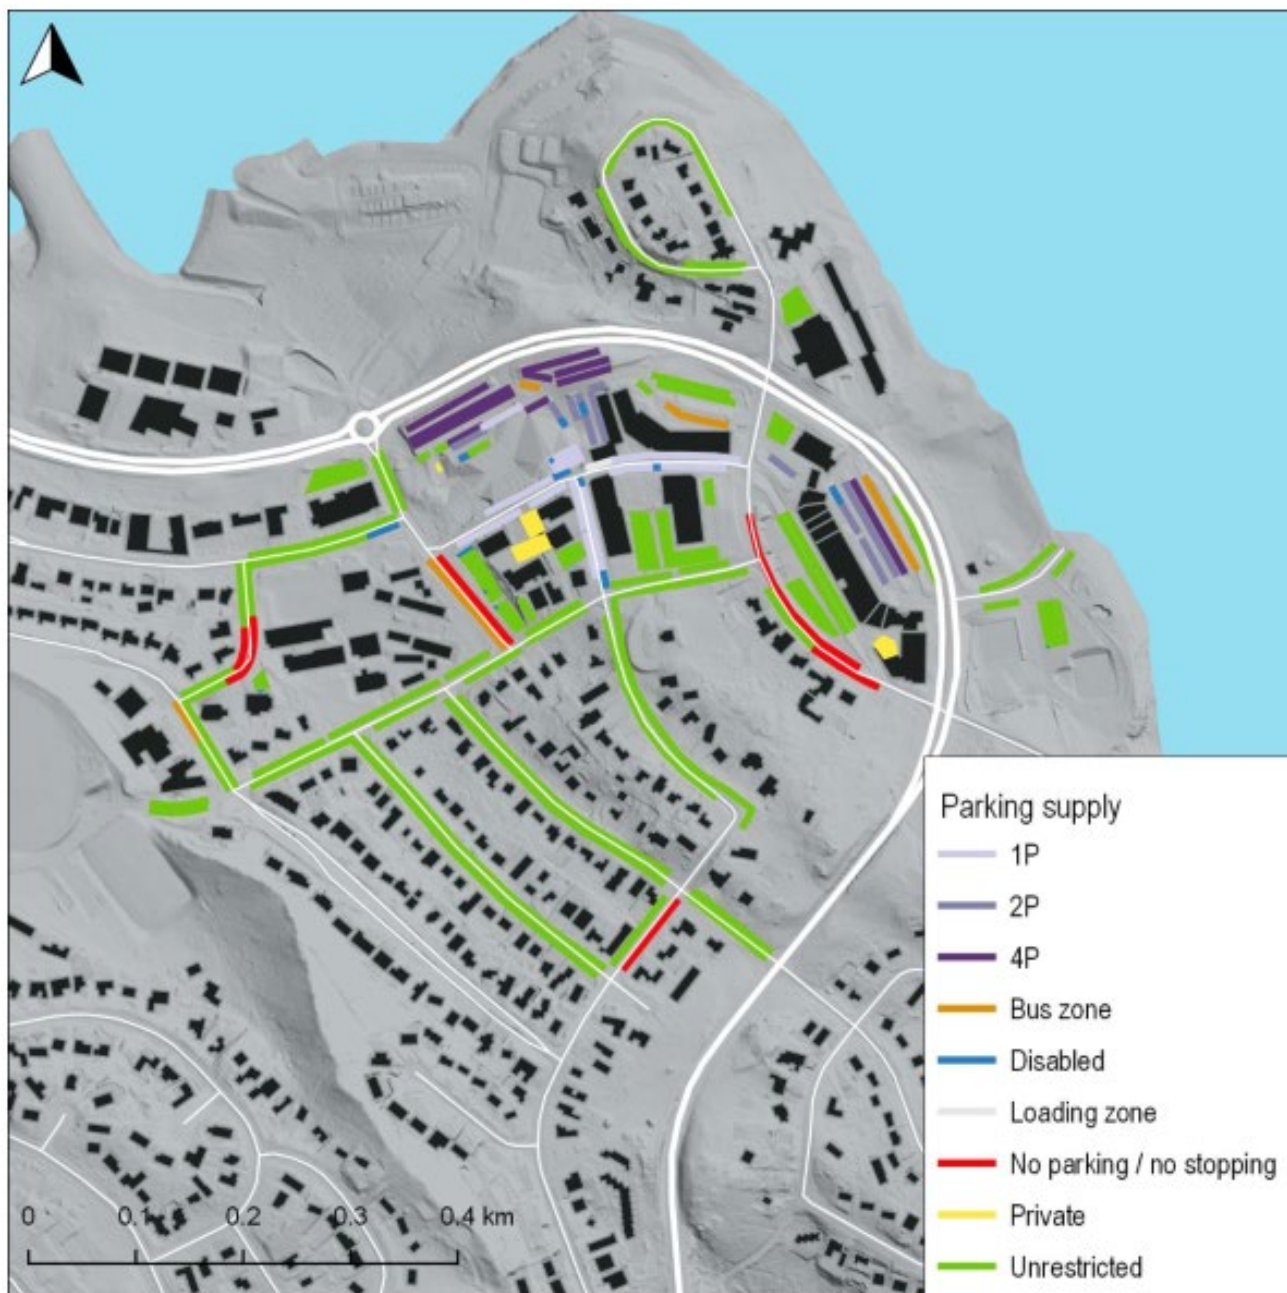 Parking supply
1P
2P
4P
Bus zone
Disabled
Loading zone
No parking / no stopping
Private
Unrestricted
0 0.1 0.2 0.3 0.4 km